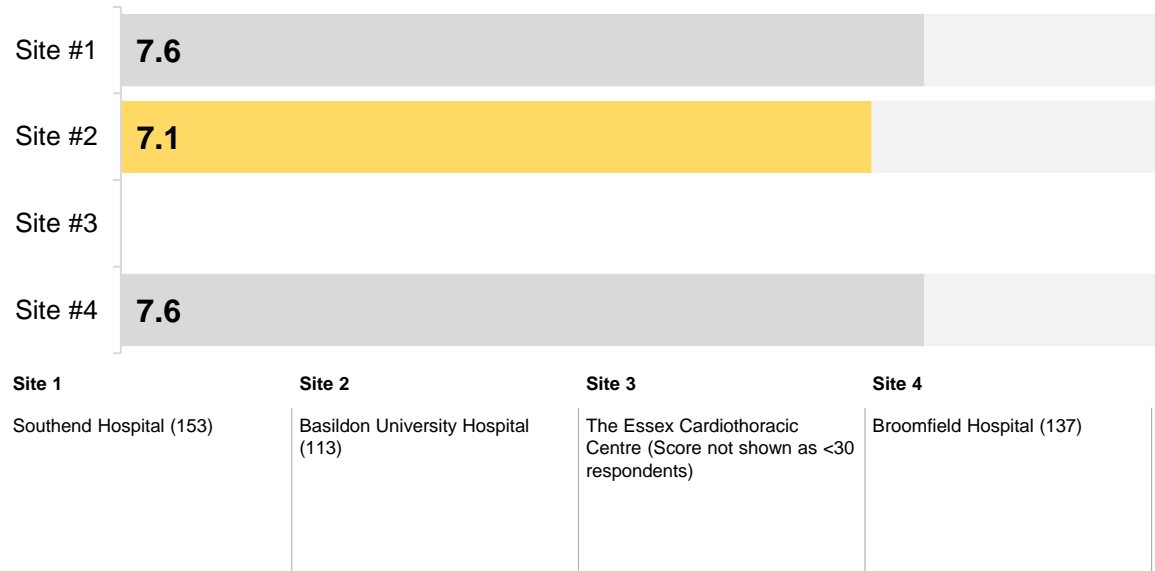 Site #1
7.6
Site #2
7.1
Site #3
Site #4
7.6
Site 1
Southend Hospital (153)
Site 2
Basildon University Hospital
(113)
Site 3
The Essex Cardiothoracic
Centre (Score not shown as <30
respondents)
Site 4
Broomfield Hospital (137)